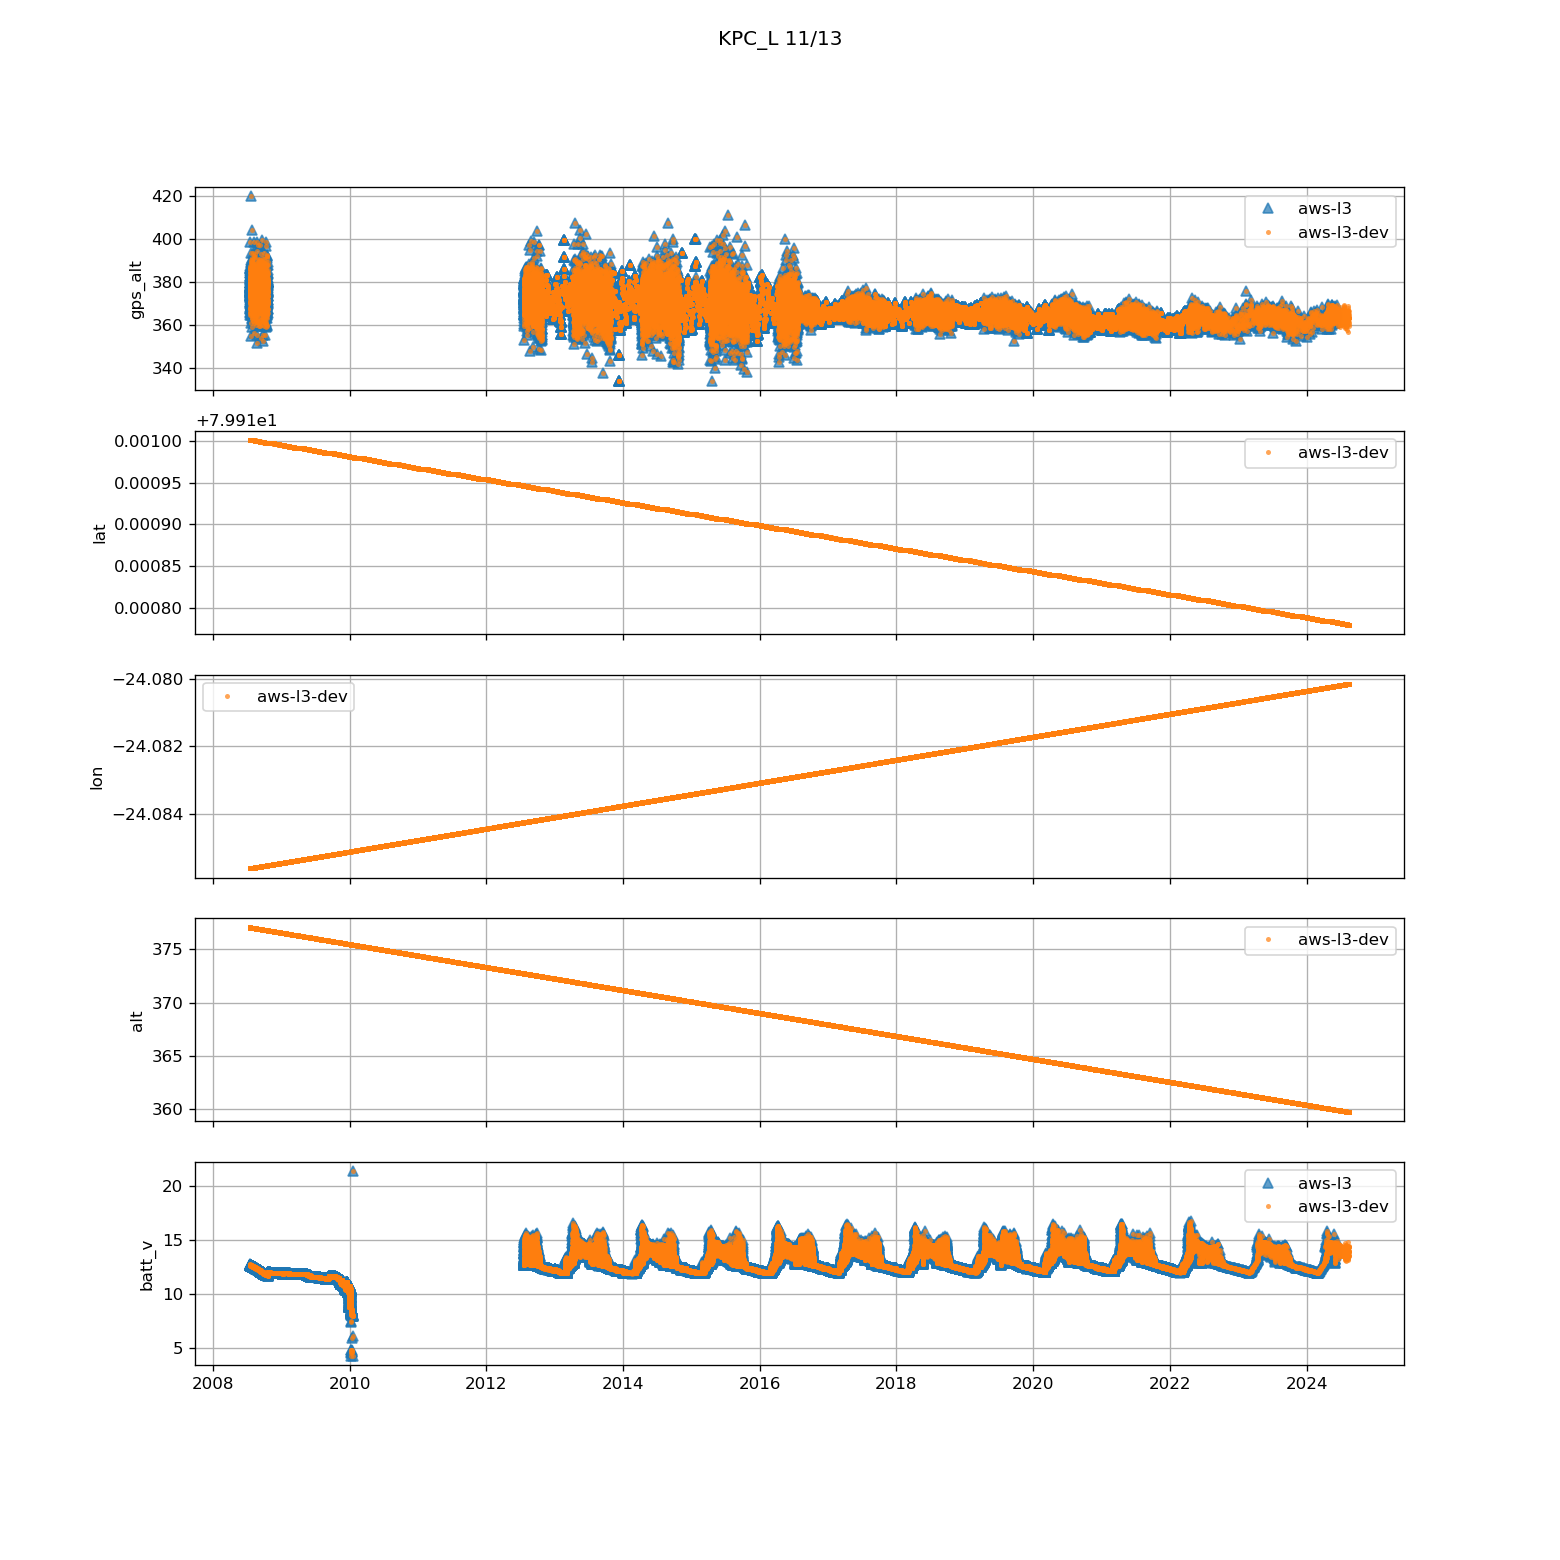 KPC_L 11/13
420
400
380
360
340
gps_alt
aws-l3
aws-l3-dev
+7.991e1
0.00100
0.00095
0.00090
0.00085
0.00080
lat
aws-l3-dev
−24.080
−24.082
−24.084
lon
aws-l3-dev
375
370
365
360
alt
aws-l3-dev
20
15
10
5
batt_v
aws-l3
aws-l3-dev
2008 2010 2012 2014 2016 2018 2020 2022 2024